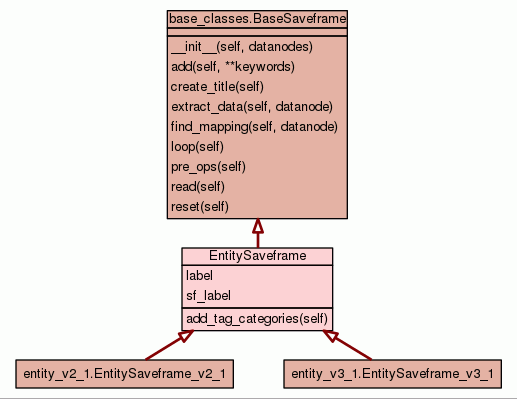 base_classes.BaseSaveframe
__init__(self, datanodes)
add(self, **keywords)
create_title(self)
extract_data(self, datanode)
find_mapping(self, datanode)
loop(self)
pre_ops(self)
read(self)
reset(self)
EntitySaveframe
label
sf_label
add_tag_categories(self)
entity_v2_1.EntitySaveframe_v2_1
entity_v3_1.EntitySaveframe_v3_1